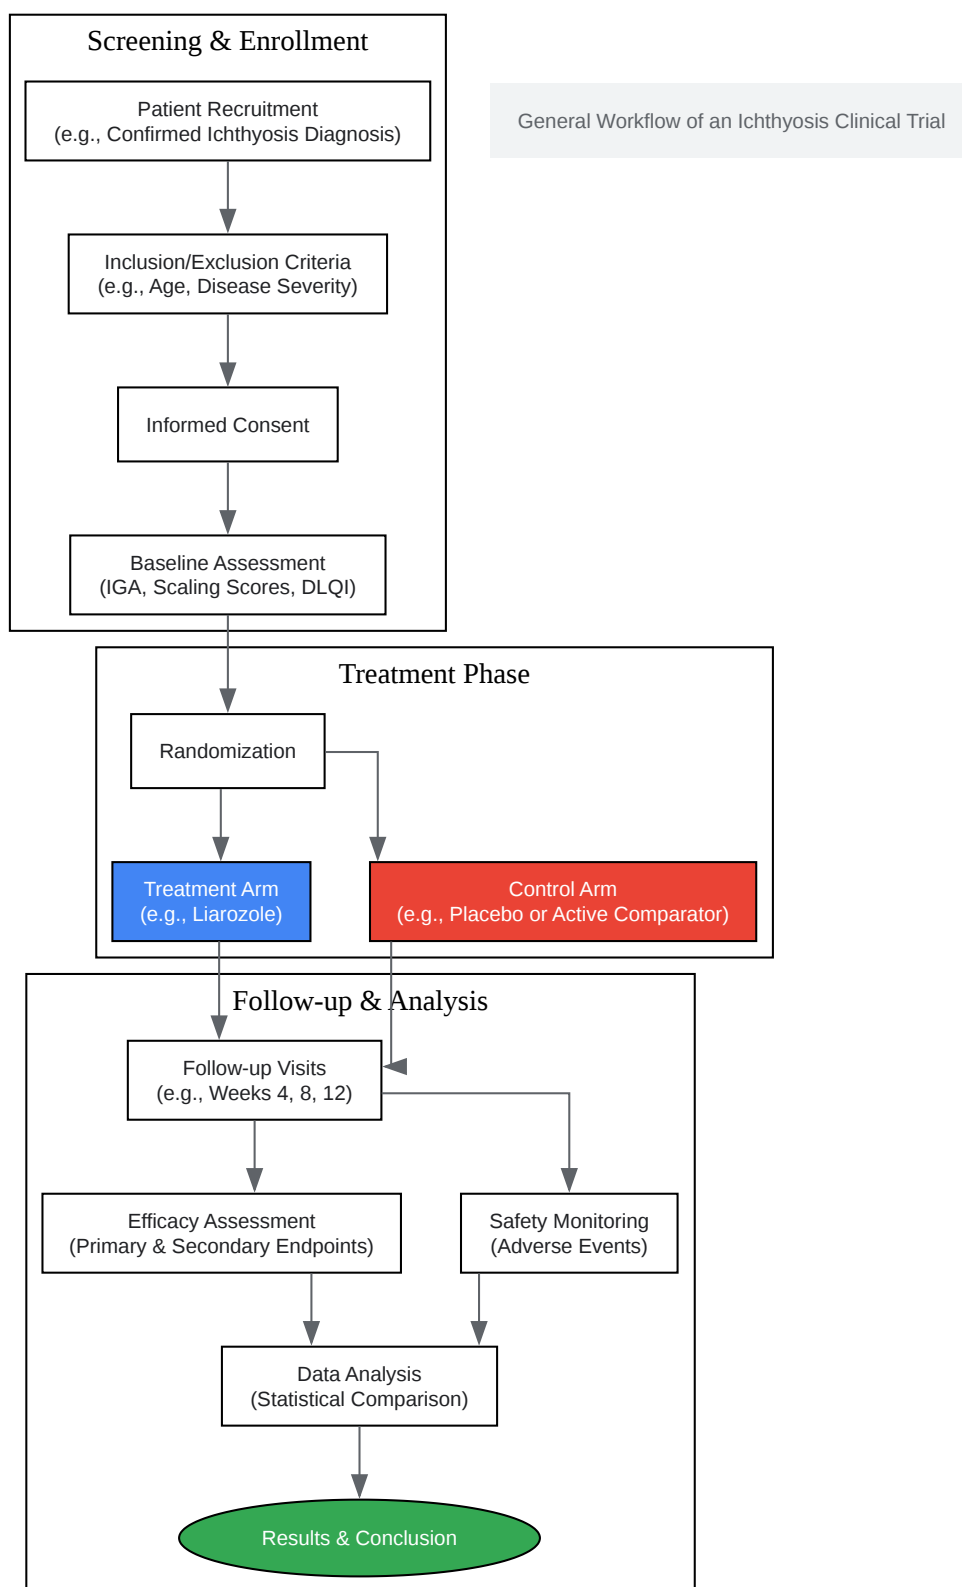 Screening & Enrollment
Patient Recruitment
(e.g., Confirmed Ichthyosis Diagnosis)
General Workflow of an Ichthyosis Clinical Trial
Inclusion/Exclusion Criteria
(e.g., Age, Disease Severity)
Informed Consent
Baseline Assessment
(IGA, Scaling Scores, DLQI)
Treatment Phase
Randomization
Treatment Arm
(e.g., Liarozole)
Control Arm
(e.g., Placebo or Active Comparator)
Follow-up & Analysis
Follow-up Visits
(e.g., Weeks 4, 8, 12)
Efficacy Assessment
(Primary & Secondary Endpoints)
Safety Monitoring
(Adverse Events)
Data Analysis
(Statistical Comparison)
Results & Conclusion